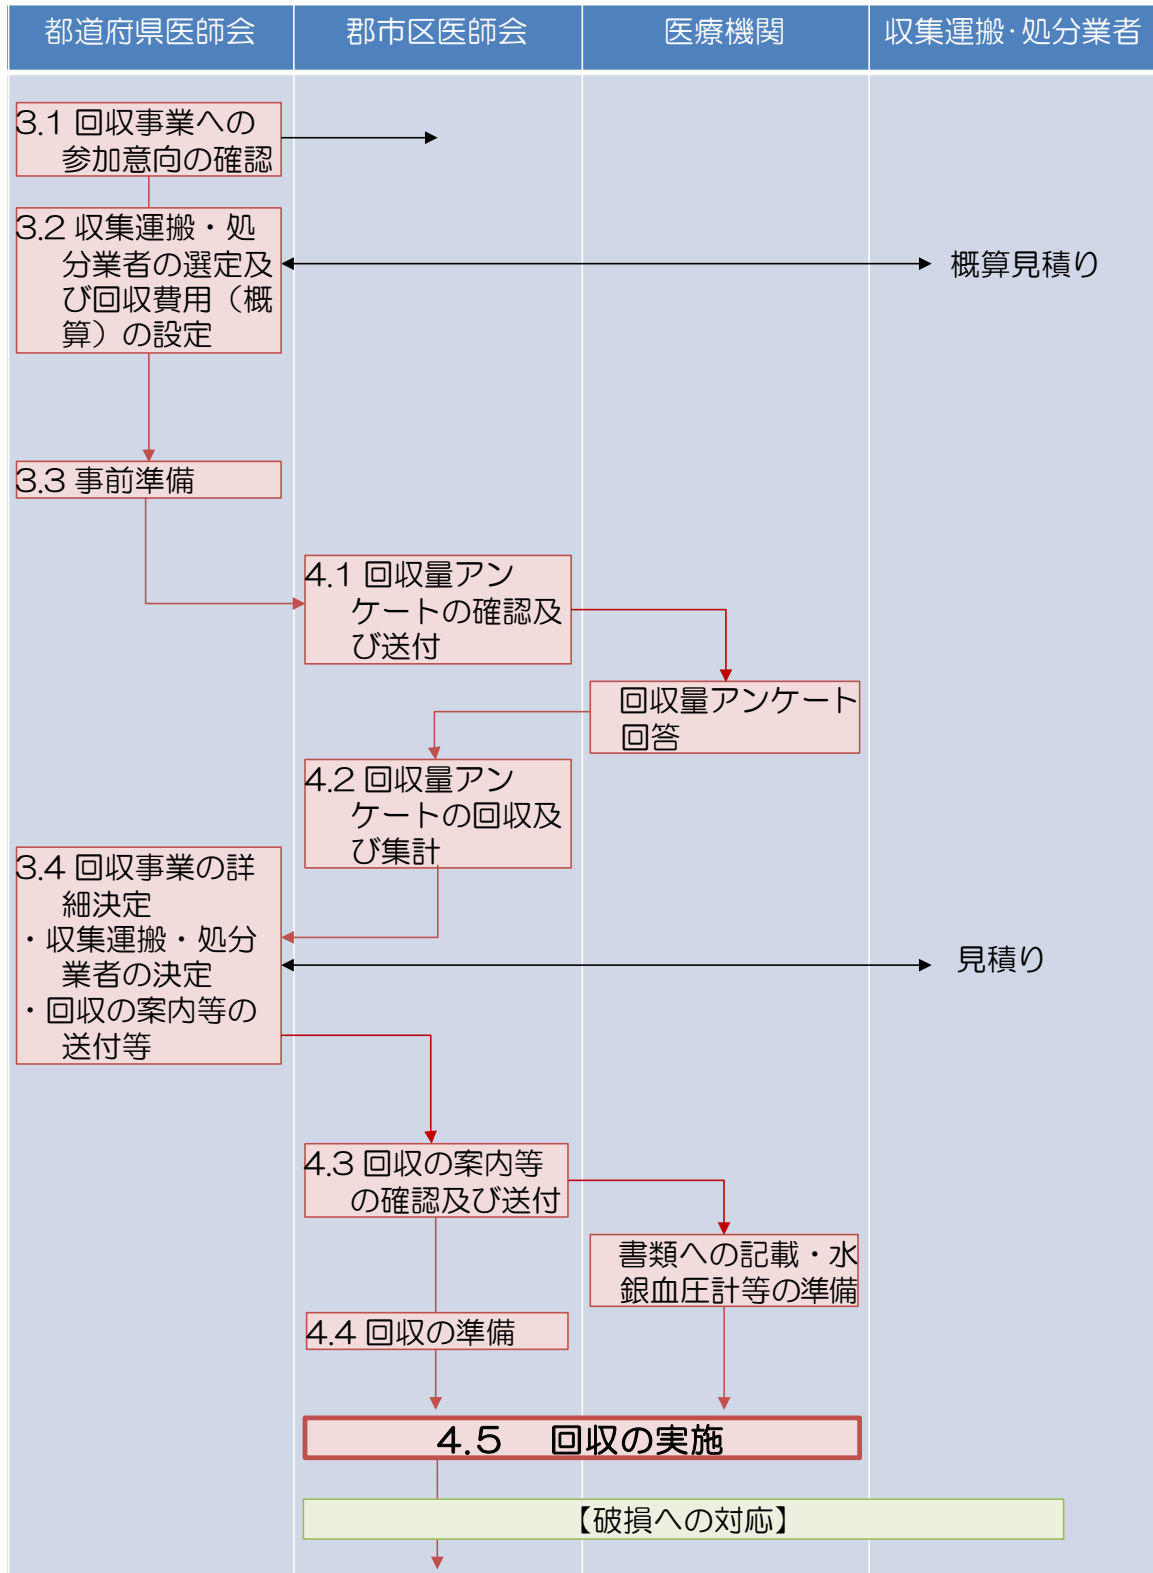 都道府県医師会
郡市区医師会
医療機関
収集運搬・処分業者
3.1 回収事業への
参加意向の確認
3.2 収集運搬・処
分業者の選定及
び回収費用（概
算）の設定
概算見積り
3.3 事前準備
4.1 回収量アン
ケートの確認及
び送付
回収量アンケート
回答
4.2 回収量アン
ケートの回収及
び集計
3.4 回収事業の詳
細決定
・収集運搬・処分
業者の決定
・回収の案内等の
送付等
見積り
4.3 回収の案内等
の確認及び送付
書類への記載・水
銀血圧計等の準備
4.4 回収の準備
4.5 回収の実施
【破損への対応】